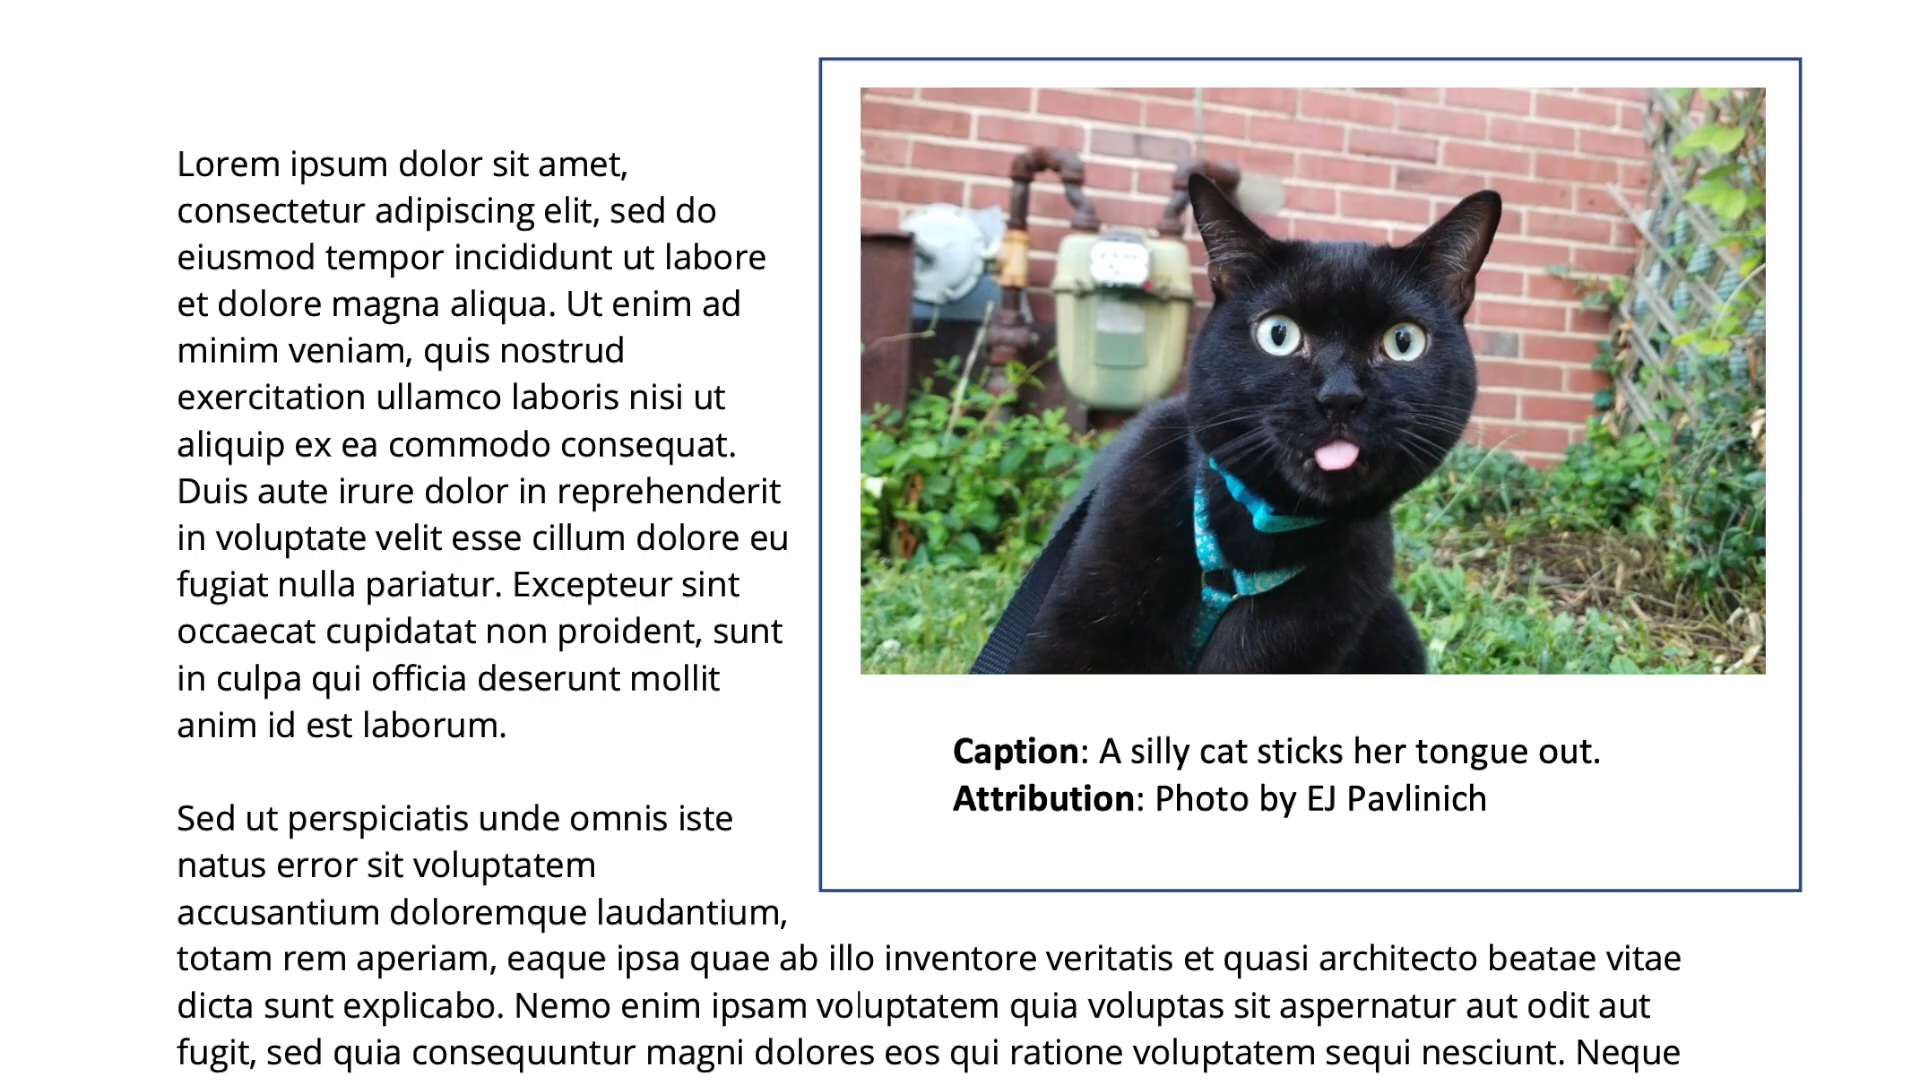 Lorem ipsum dolor sit amet,
consectetur adipiscing elit, sed do
eiusmod tempor incididunt ut labore
et dolore magna aliqua. Ut enim ad
minim veniam, quis nostrud
exercitation ullamco laboris nisi ut
aliquip ex ea commodo consequat.
Duis aute irure dolor in reprehenderit
in voluptate velit esse cillum dolore eu
fugiat nulla pariatur. Excepteur sint
occaecat cupidatat non proident, sunt
in culpa qui officia deserunt mollit
anim id est laborum.
Sed ut perspiciatis unde omnis iste
natus error sit voluptatem
accusantium doloremque laudantium,
totam rem aperiam, eaque ipsa quae ab illo inventore veritatis et quasi architecto beatae vitae
dicta sunt explicabo. Nemo enim ipsam voluptatem quia voluptas sit aspernatur aut odit aut
fugit, sed quia consequuntur magni dolores eos qui ratione voluptatem sequi nesciunt. Neque
Caption: A silly cat sticks her tongue out.
Attribution: Photo by EJ Pavlinich